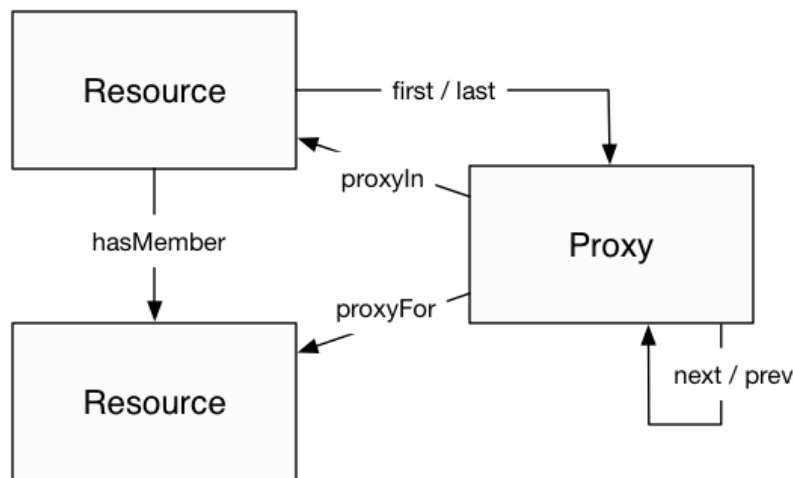 Resource
first / last
proxyIn
hasMember
Proxy
proxyFor
next / prev
Resource